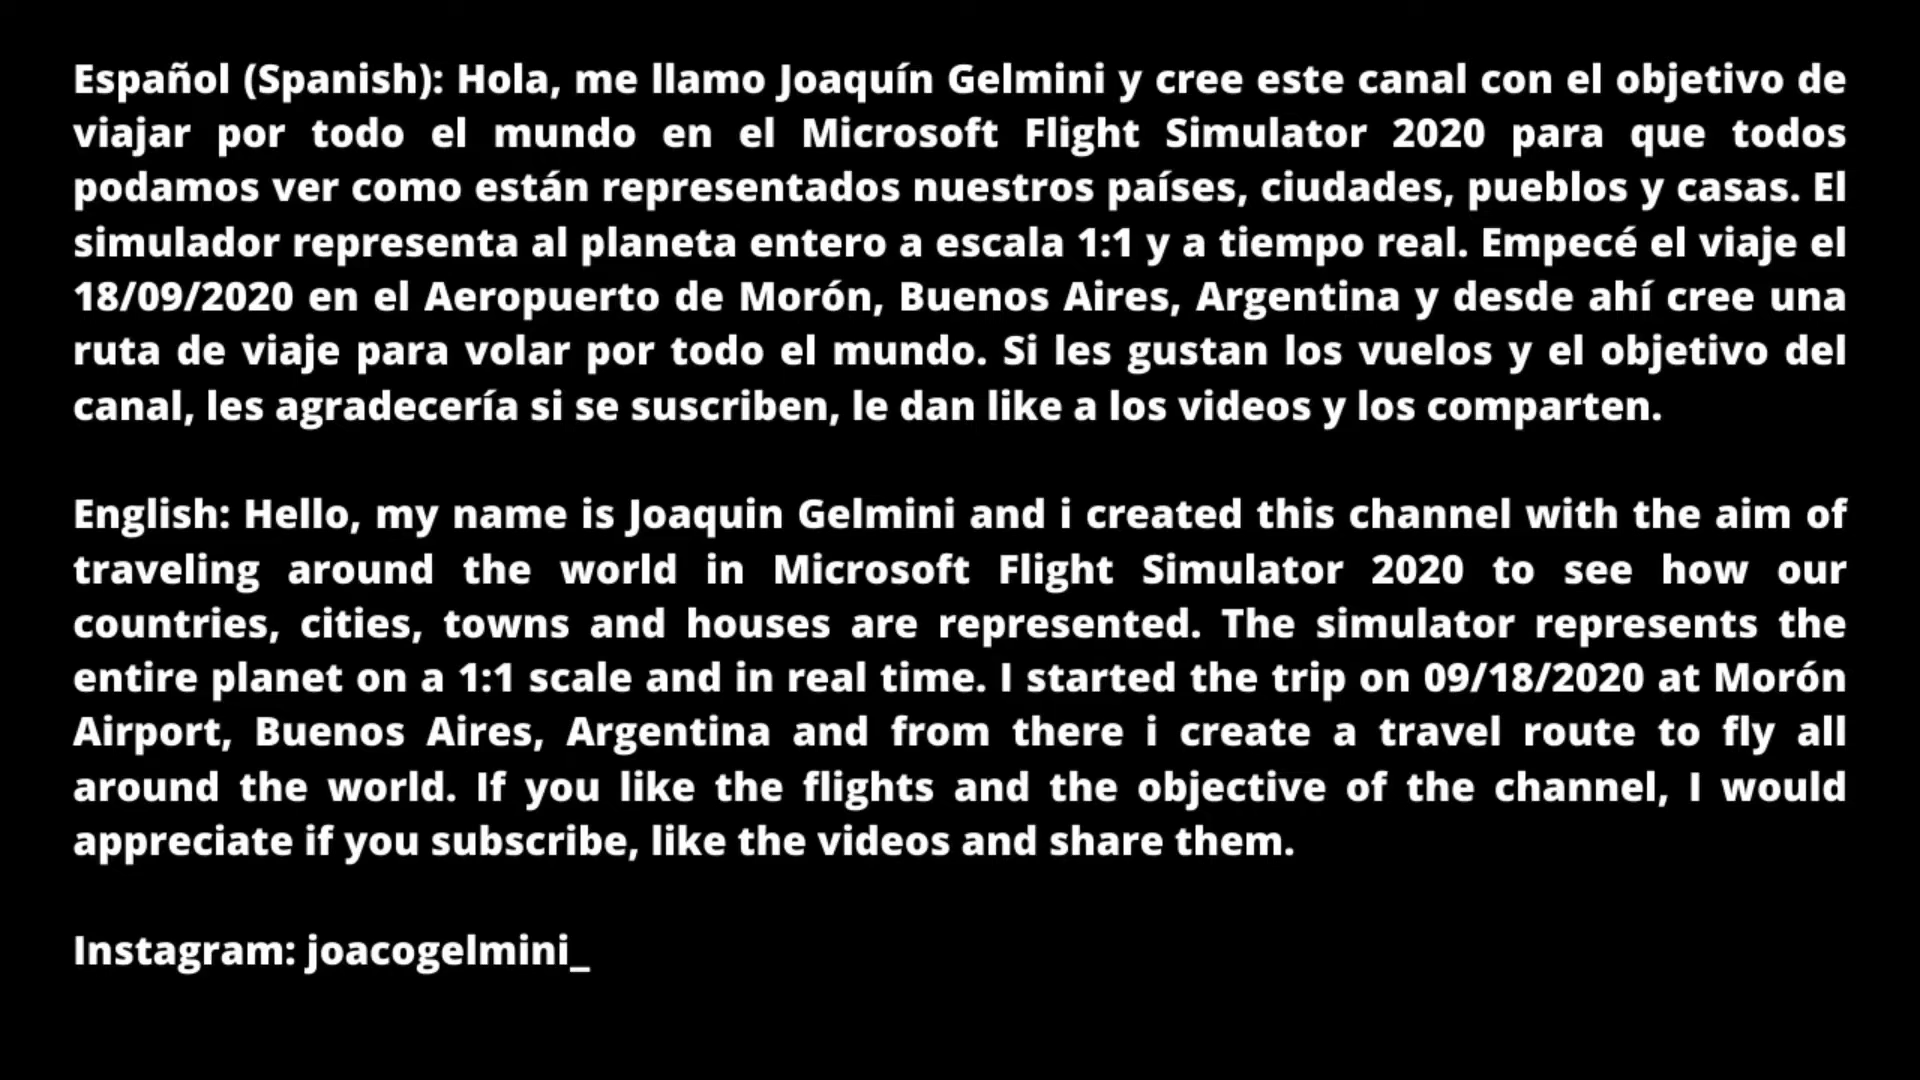 Español (Spanish): Hola, me llamo Joaquín Gelmini y cree este canal con el objetivo de
viajar por todo el mundo en el Microsoft Flight Simulator 2020 para que todos
podamos ver como están representados nuestros países, ciudades, pueblos y casas. El
simulador representa al planeta entero a escala 1:1 y a tiempo real. Empecé el viaje el
18/09/2020 en el Aeropuerto de Morón, Buenos Aires, Argentina y desde ahí cree una
ruta de viaje para volar por todo el mundo. Si les gustan los vuelos y el objetivo del
canal, les agradecería si se suscriben, le dan like a los videos y los comparten.
English: Hello, my name is Joaquin Gelmini and i created this channel with the aim of
traveling around the world in Microsoft Flight Simulator 2020 to see how our
countries, cities, towns and houses are represented. The simulator represents the
entire planet on a 1:1 scale and in real time. I started the trip on 09/18/2020 at Morón
Airport, Buenos Aires, Argentina and from there i create a travel route to fly all
around the world. If you like the flights and the objective of the channel, I would
appreciate if you subscribe, like the videos and share them.
Instagram: joacogelmini_